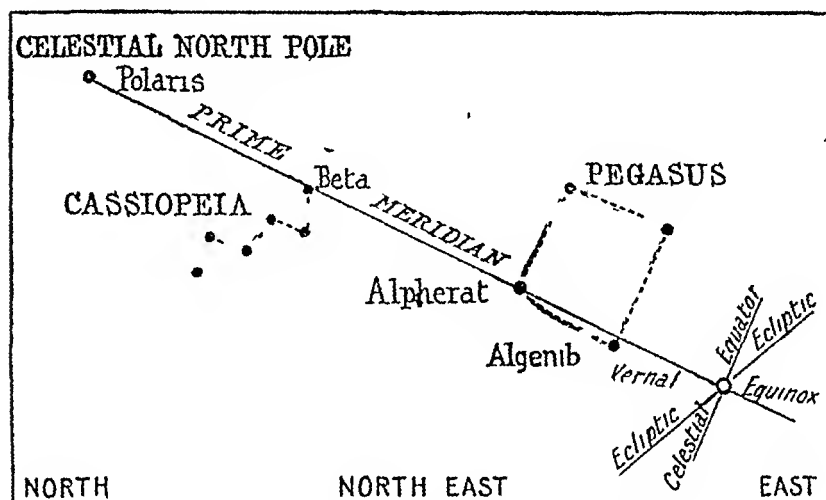 CELESTIAL NORTH POLE
Polaris
PRIME
Beta
PEGASUS
CASSIOPEIA
MERIDIAN
Alpherat
Equator
Ecliptic
Algenib
Vernal
Equinox
Ecliptic
Celestial
NORTH
NORTH EAST
EAST